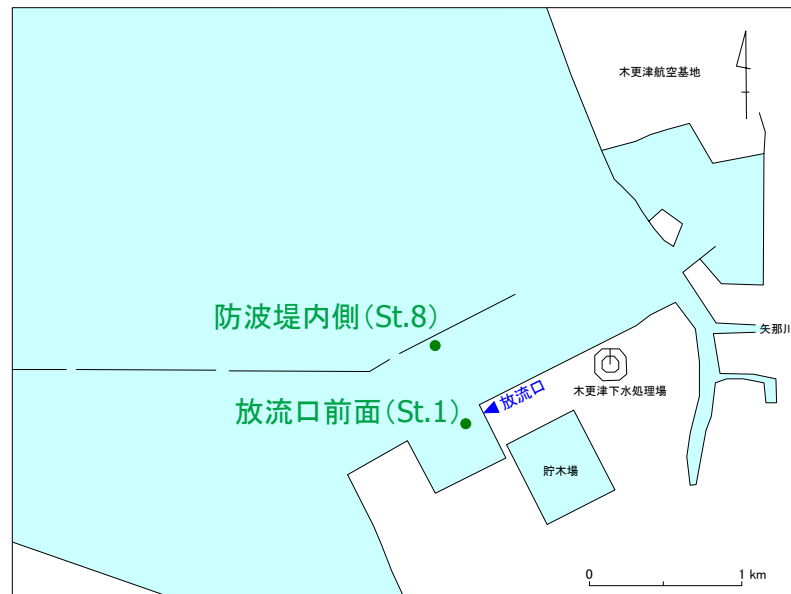 木更津航空基地
防波堤内側(St.8)
矢那川
放流口
木更津下水処理場
放流口前面(St.1)
貯木場
0
1 km